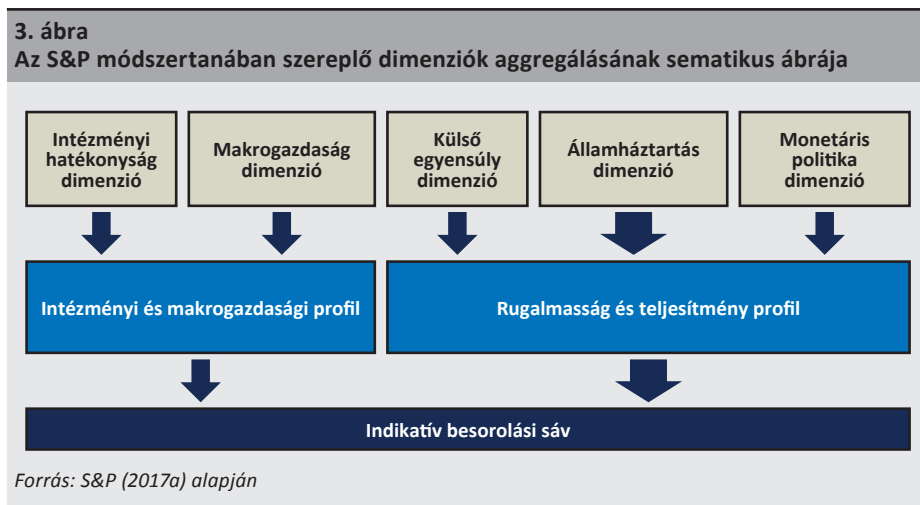 3. ábra
Az S&P módszertanában szereplő dimenziók aggregálásának sematikus ábrája
Intézményi
hatékonyság
dimenzió
Makrogazdaság
dimenzió
Külső
egyensúly
dimenzió
Államháztartás
dimenzió
Monetáris
politika
dimenzió
Intézményi és makrogazdasági profil
Rugalmasság és teljesítmény profil
Indikatív besorolási sáv
Forrás: S&P (2017a) alapján